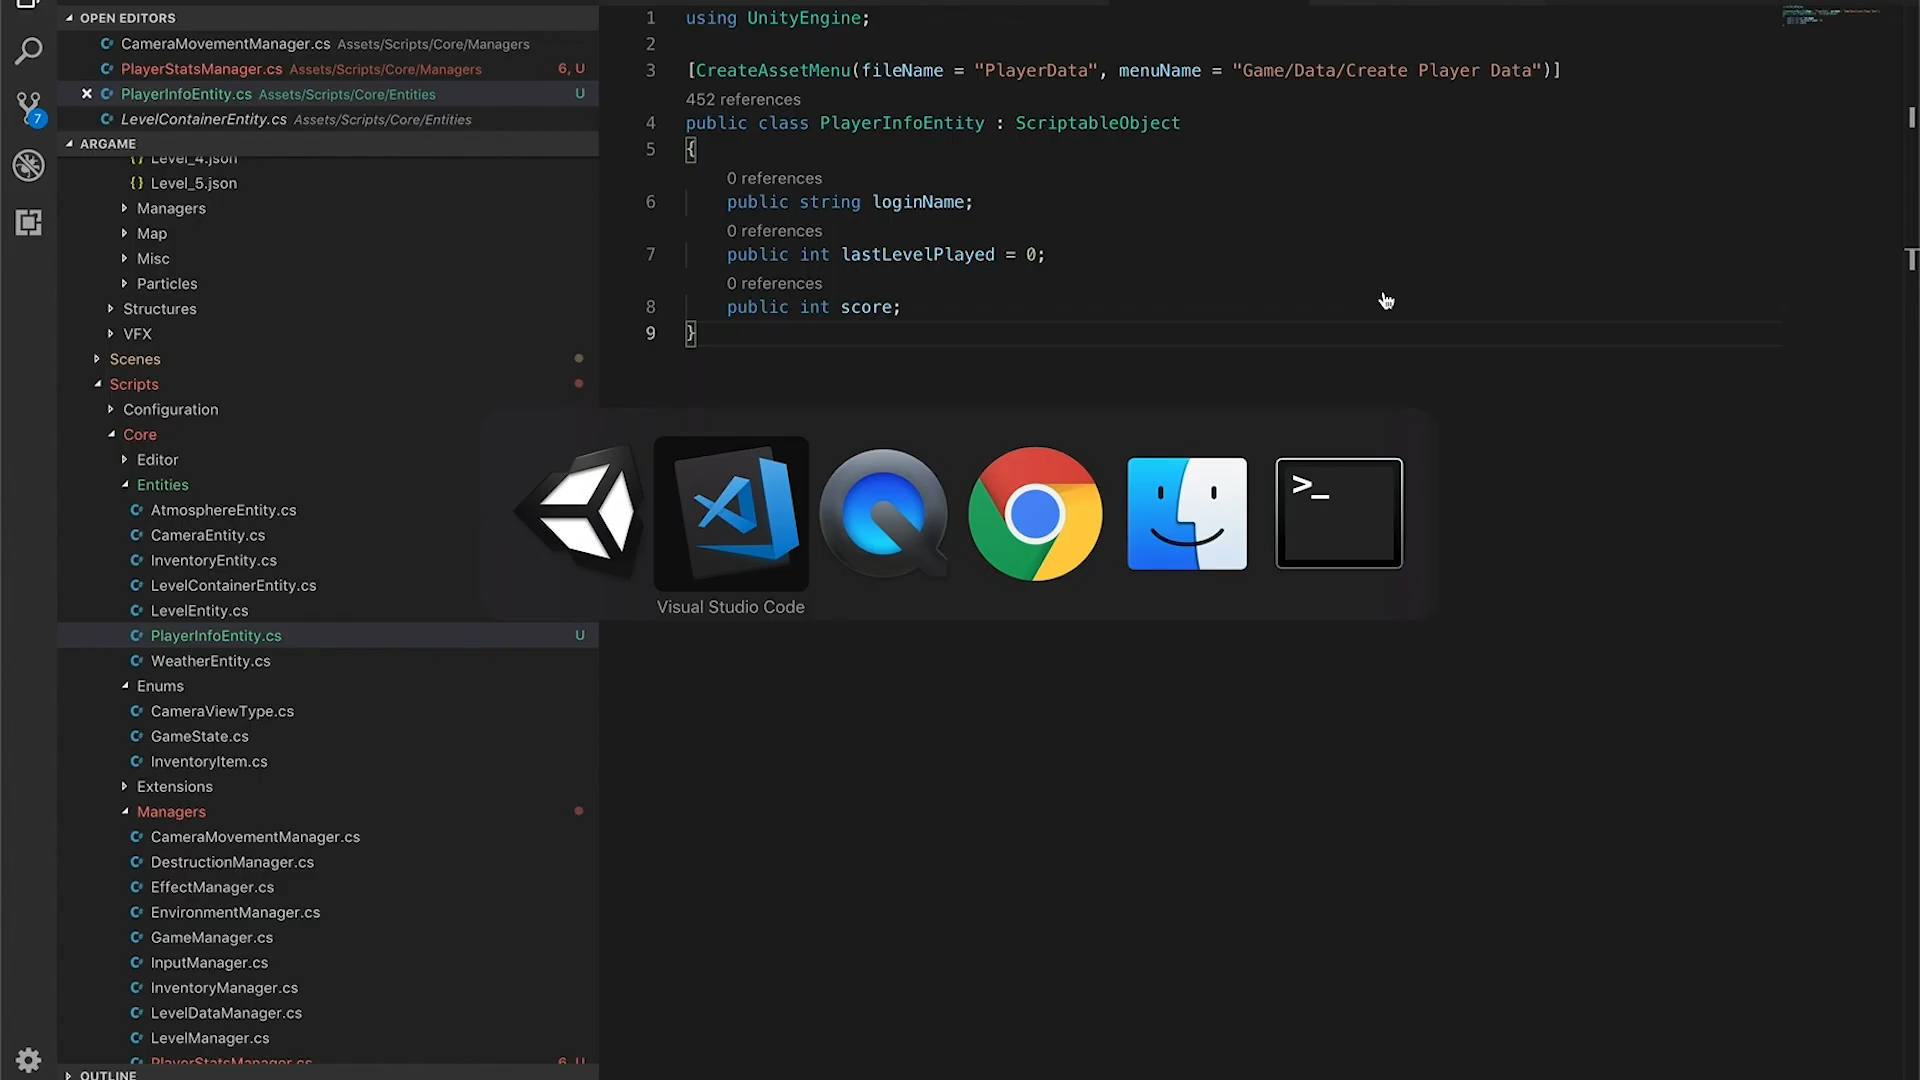 OPEN EDITORS
CameraMovementManager.cs Assets/Scripts/Core/Managers
PlayerStatsManager.cs Assets/Scripts/Core/Managers 6, U
PlayerInfoEntity.cs Assets/Scripts/Core/Entities U
LevelContainerEntity.cs Assets/Scripts/Core/Entities
7
ARGAME
{} Level_4.json
{} Level_5.json
Managers
Map
Misc
Particles
Structures
VFX
Scenes
Scripts
Configuration
Core
Editor
Entities
AtmosphereEntity.cs
CameraEntity.cs
InventoryEntity.cs
LevelContainerEntity.cs
LevelEntity.cs
PlayerInfoEntity.cs U
WeatherEntity.cs
Enums
CameraViewType.cs
GameState.cs
InventoryItem.cs
Extensions
Managers
CameraMovementManager.cs
DestructionManager.cs
EffectManager.cs
EnvironmentManager.cs
GameManager.cs
InputManager.cs
InventoryManager.cs
LevelDataManager.cs
LevelManager.cs
PlayerStatsManager.cs 6, U
OUTLINE
1 using UnityEngine;
2
3 [CreateAssetMenu(fileName = "PlayerData", menuName = "Game/Data/Create Player Data")]
452 references
4 public class PlayerInfoEntity : ScriptableObject
5 {
0 references
6 public string loginName;
0 references
7 public int lastLevelPlayed = 0;
0 references
8 public int score;
9 }
>_
Visual Studio Code